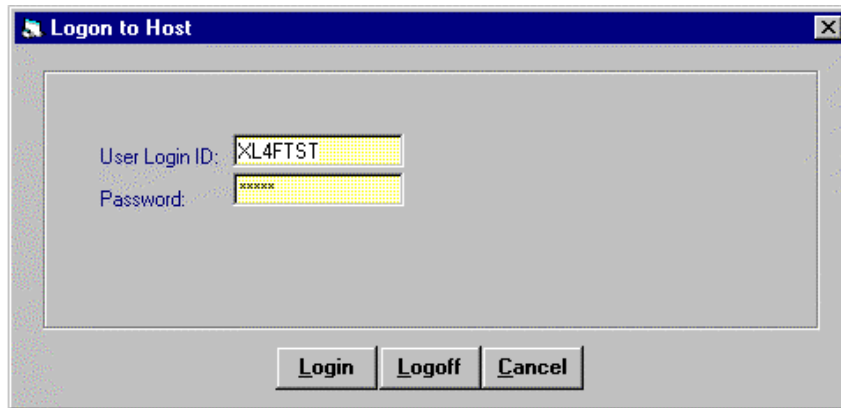 Logon to Host
User Login ID: XL4FTST
Password: *****
Login Logoff Cancel